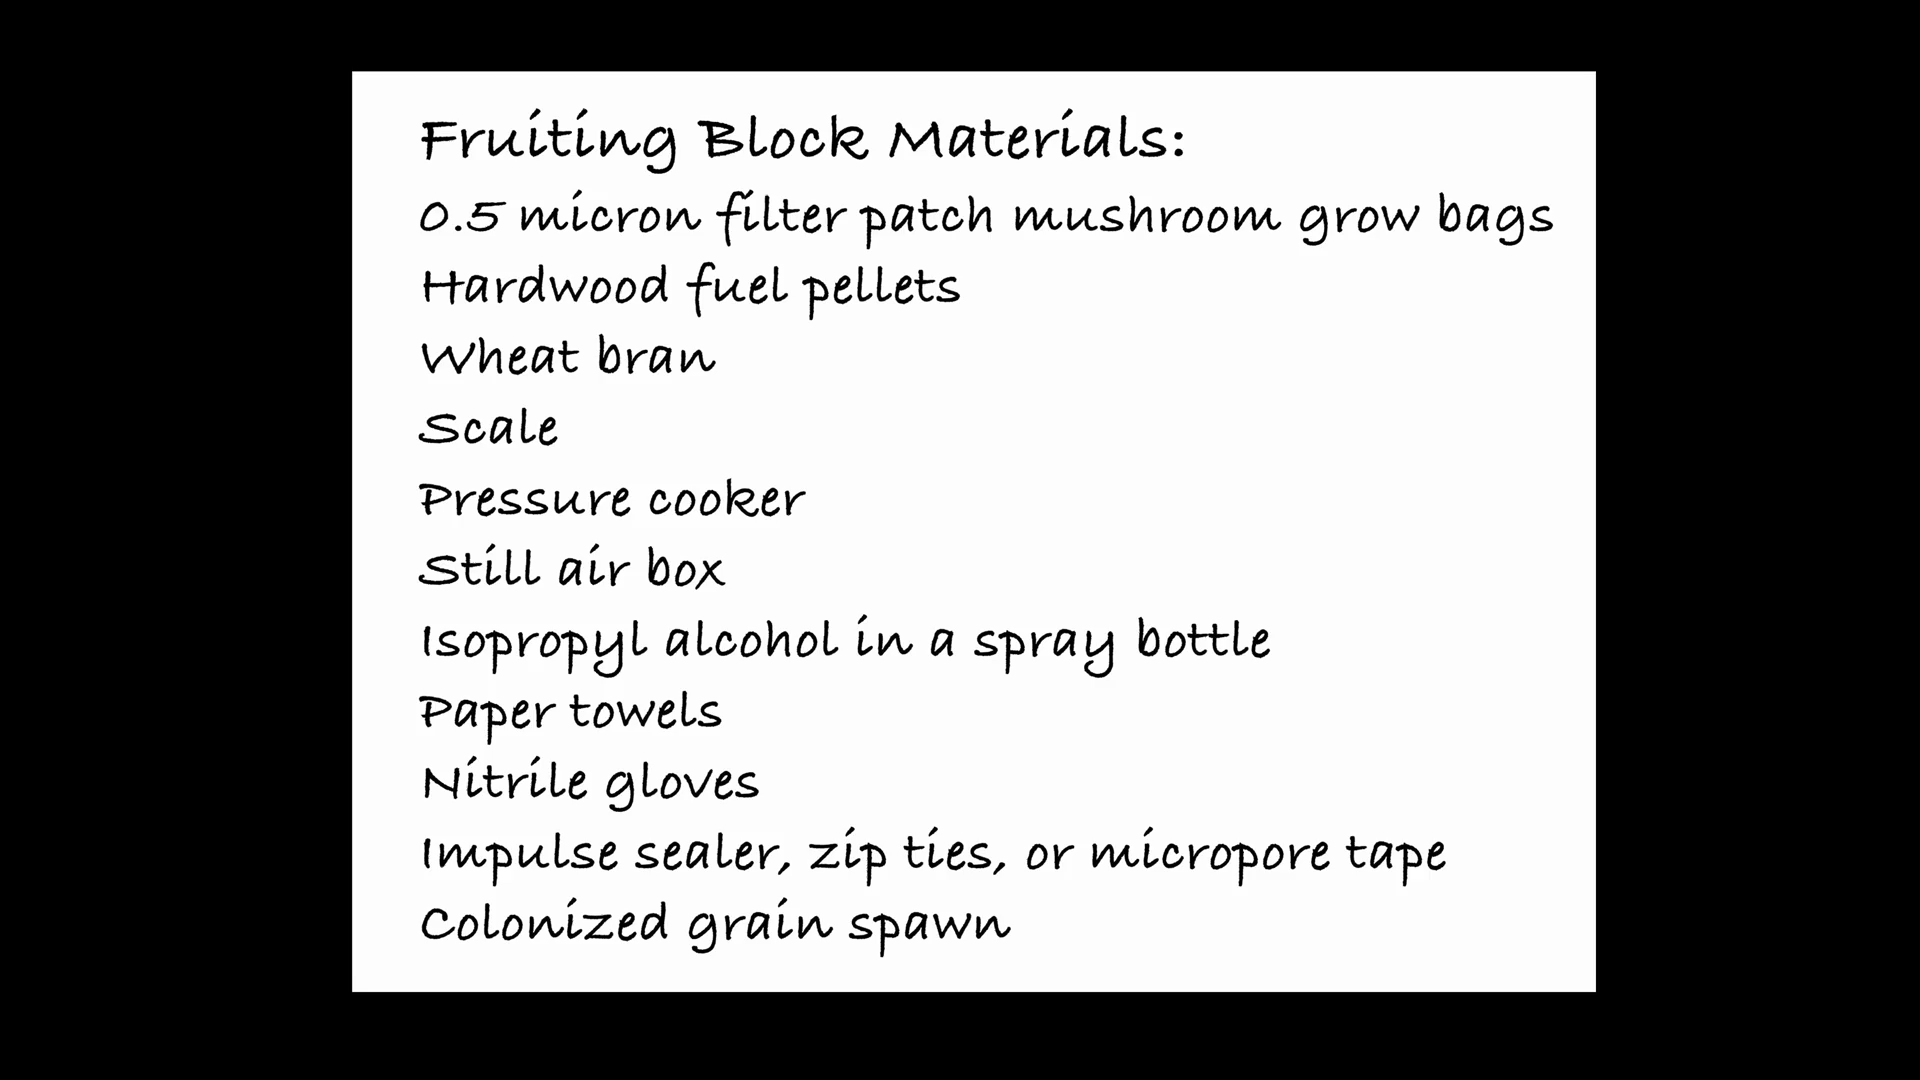 Fruiting Block Materials:
0.5 micron filter patch mushroom grow bags
Hardwood fuel pellets
Wheat bran
Scale
Pressure cooker
Still air box
Isopropyl alcohol in a spray bottle
Paper towels
Nitrile gloves
Impulse sealer, zip ties, or micropore tape
Colonized grain spawn